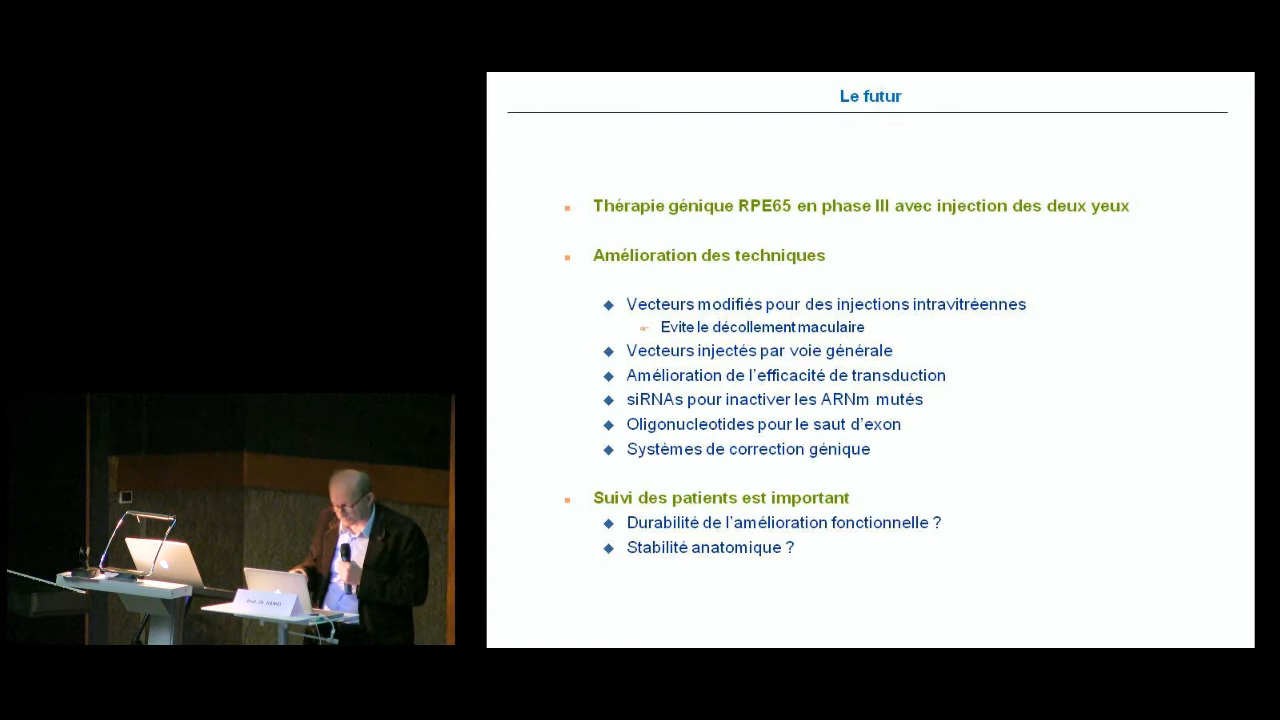 Le futur
Thérapie génique RPE65 en phase III avec injection des deux yeux
Amélioration des techniques
Vecteurs modifiés pour des injections intravitréennes
Evite le décollement maculaire
Vecteurs injectés par voie générale
Amélioration de l'efficacité de transduction
siRNAs pour inactiver les ARNm mutés
Oligonucleotides pour le saut d'exon
Systèmes de correction génique
Suivi des patients est important
Durabilité de l'amélioration fonctionnelle ?
Stabilité anatomique ?